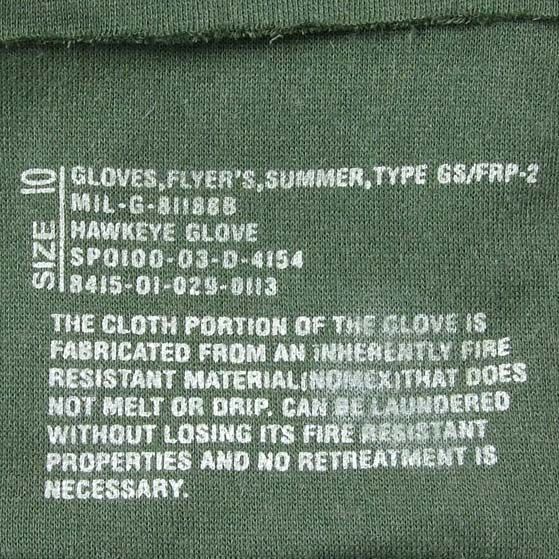 SIZE 10
GLOVES,FLYER'S,SUMMER,TYPE GS/FRP-2
MIL-G-81188B
HAWKEYE GLOVE
SPO100-03-D-4154
8415-01-029-0113
THE CLOTH PORTION OF THE GLOVE IS
FABRICATED FROM AN INHERENTLY FIRE
RESISTANT MATERIAL(NOMEX)THAT DOES
NOT MELT OR DRIP. CAN BE LAUNDERED
WITHOUT LOSING ITS FIRE RESISTANT
PROPERTIES AND NO RETREATMENT IS
NECESSARY.